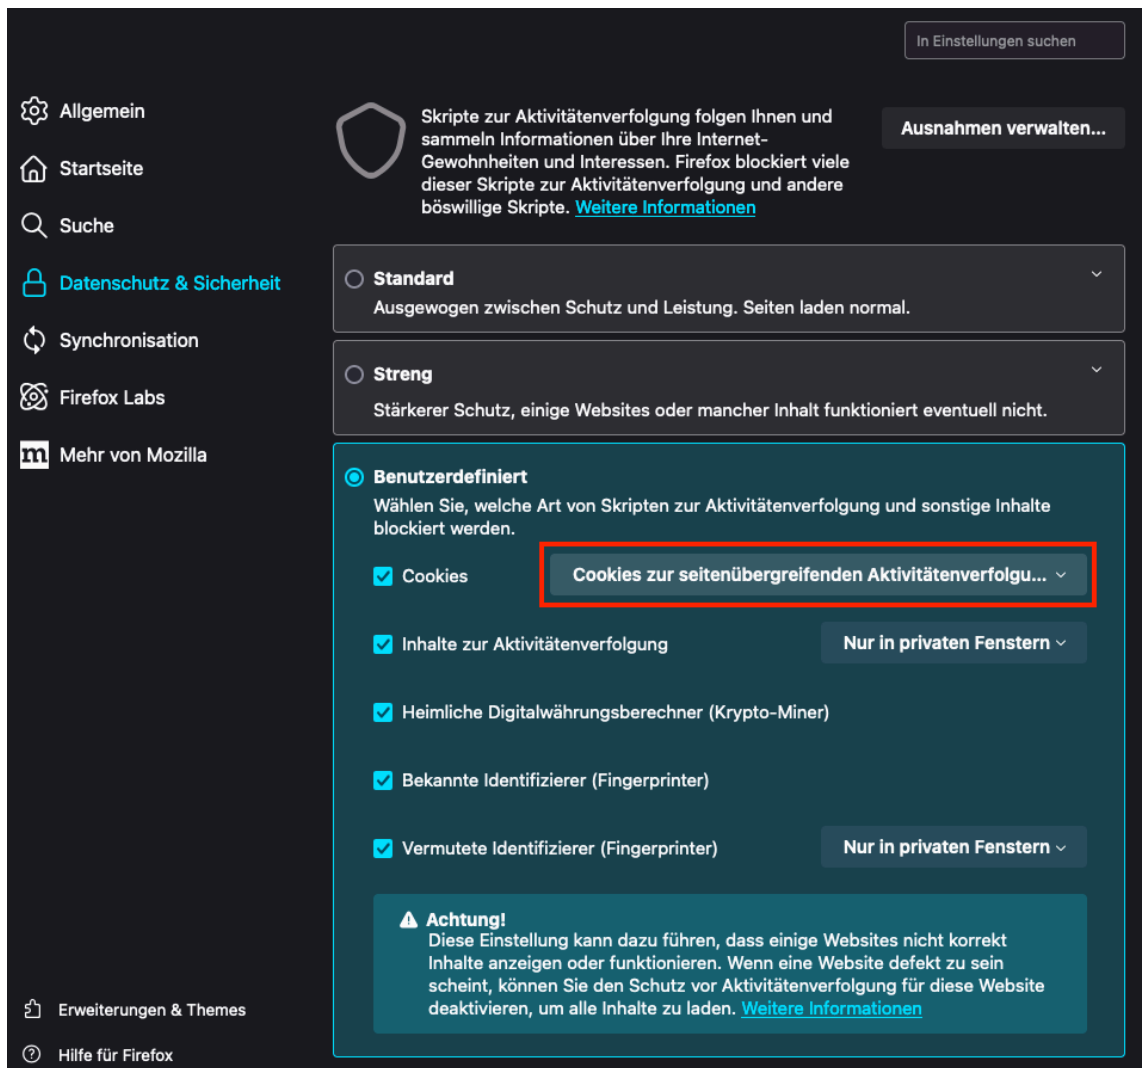 In Einstellungen suchen
Allgemein
Startseite
Suche
Datenschutz & Sicherheit
Synchronisation
Firefox Labs
m Mehr von Mozilla
Erweiterungen & Themes
Hilfe für Firefox
Skripte zur Aktivitätenverfolgung folgen Ihnen und
sammeln Informationen über Ihre Internet-
Gewohnheiten und Interessen. Firefox blockiert viele
dieser Skripte zur Aktivitätenverfolgung und andere
böswillige Skripte. Weitere Informationen
Ausnahmen verwalten...
Standard
Ausgewogen zwischen Schutz und Leistung. Seiten laden normal.
Streng
Stärkerer Schutz, einige Websites oder mancher Inhalt funktioniert eventuell nicht.
Benutzerdefiniert
Wählen Sie, welche Art von Skripten zur Aktivitätenverfolgung und sonstige Inhalte
blockiert werden.
Cookies Cookies zur seitenübergreifenden Aktivitätenverfolgu...
Inhalte zur Aktivitätenverfolgung Nur in privaten Fenstern
Heimliche Digitalwährungsberechner (Krypto-Miner)
Bekannte Identifizierer (Fingerprinter)
Vermutete Identifizierer (Fingerprinter) Nur in privaten Fenstern
Achtung!
Diese Einstellung kann dazu führen, dass einige Websites nicht korrekt
Inhalte anzeigen oder funktionieren. Wenn eine Website defekt zu sein
scheint, können Sie den Schutz vor Aktivitätenverfolgung für diese Website
deaktivieren, um alle Inhalte zu laden. Weitere Informationen